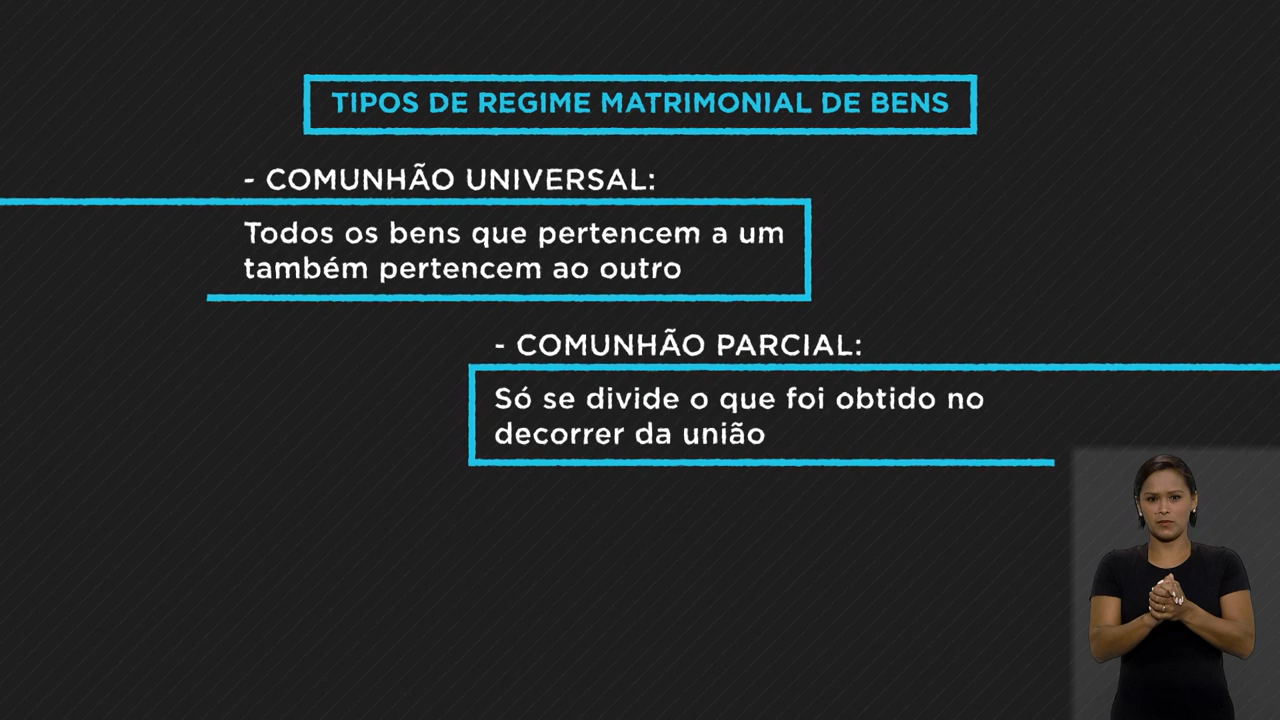 TIPOS DE REGIME MATRIMONIAL DE BENS
- COMUNHÃO UNIVERSAL:
Todos os bens que pertencem a um
também pertencem ao outro
- COMUNHÃO PARCIAL:
Só se divide o que foi obtido no
decorrer da união